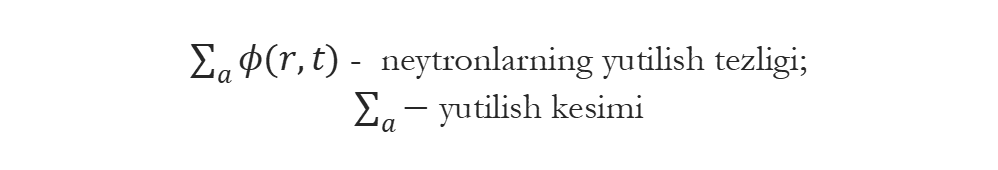 ∑ₐ ϕ(r, t) - neytronlarning yutilish tezligi;
∑ₐ − yutilish kesimi